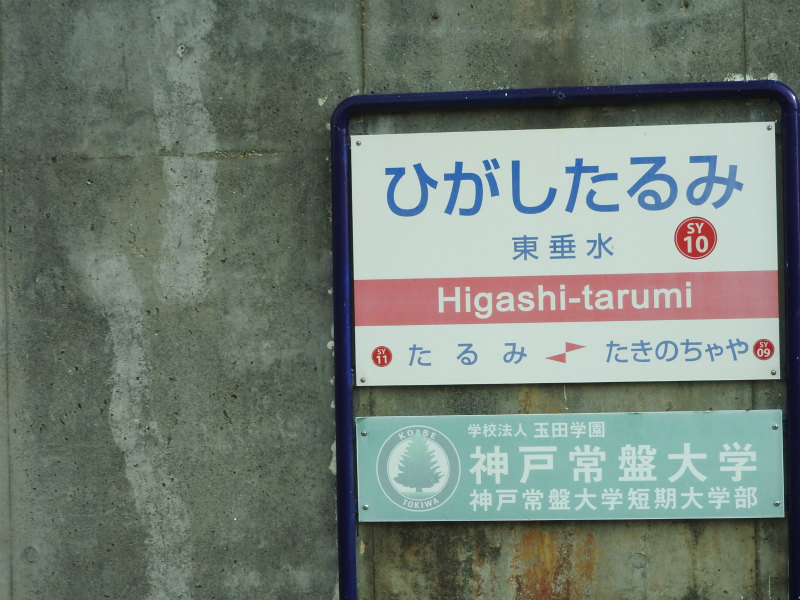 ひがしたるみ
東垂水
SY
10
Higashi-tarumi
SY
11
たるみ
たきのちゃや
SY
09
KOBE
TOKIWA
学校法人 玉田学園
神戸常盤大学
神戸常盤大学短期大学部